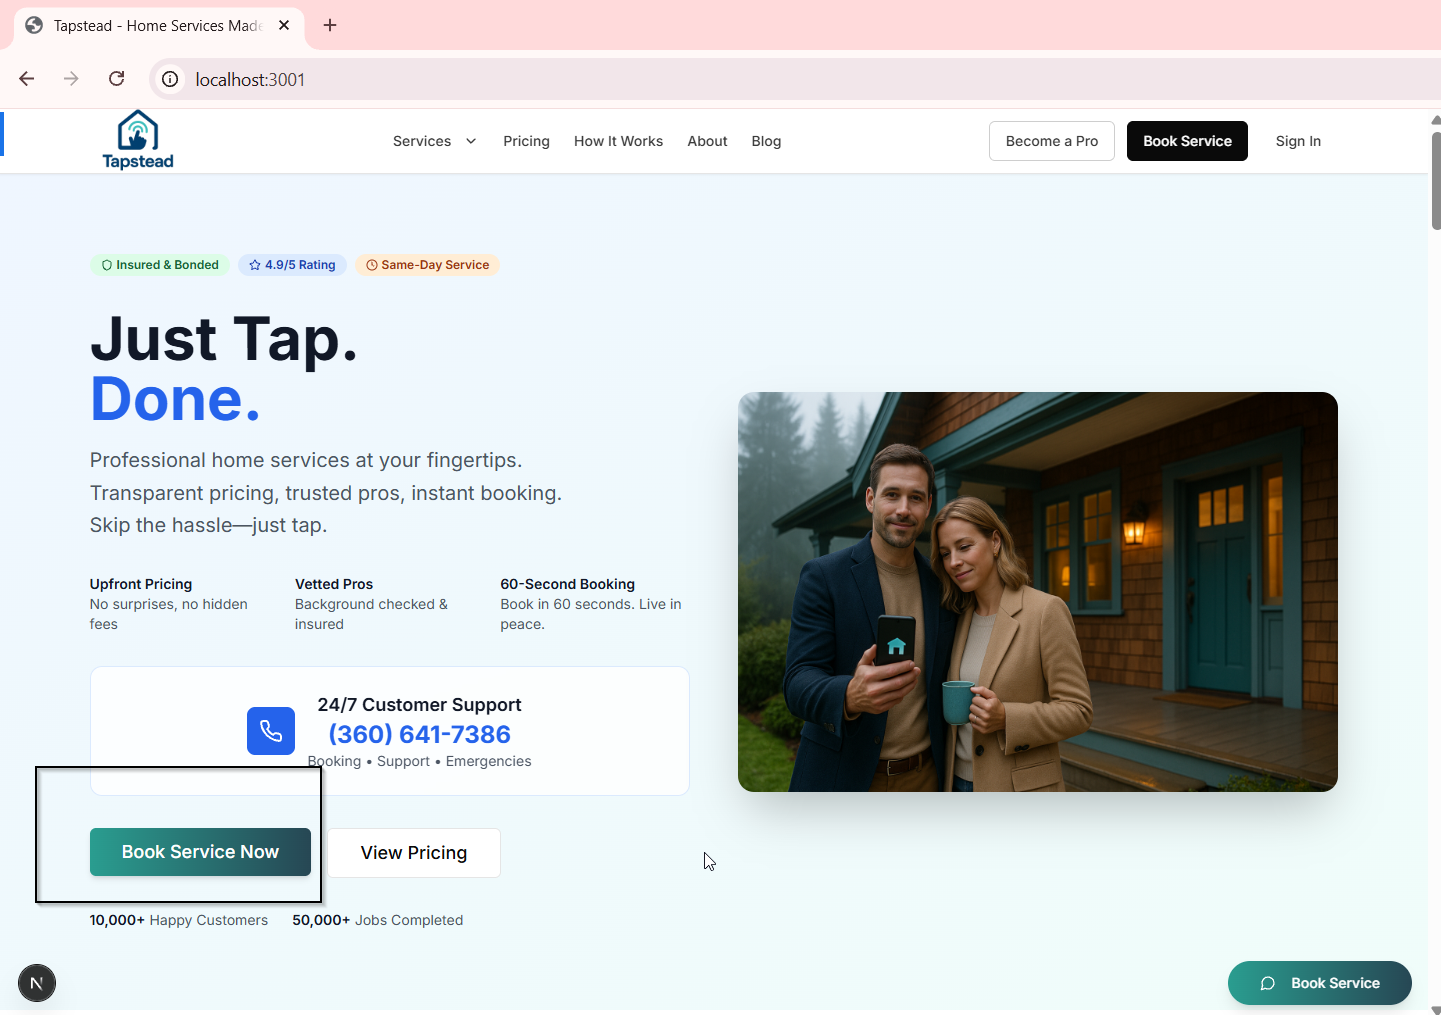 Tapstead - Home Services Made
localhost:3001
Tapstead
Services
Pricing
How It Works
About
Blog
Become a Pro
Book Service
Sign In
Insured & Bonded
4.9/5 Rating
Same-Day Service
Just Tap.
Done.
Professional home services at your fingertips.
Transparent pricing, trusted pros, instant booking.
Skip the hassle—just tap.
Upfront Pricing
No surprises, no hidden
fees
Vetted Pros
Background checked &
insured
60-Second Booking
Book in 60 seconds. Live in
peace.
24/7 Customer Support
(360) 641-7386
Booking • Support • Emergencies
Book Service Now
View Pricing
10,000+ Happy Customers
50,000+ Jobs Completed
N
Book Service